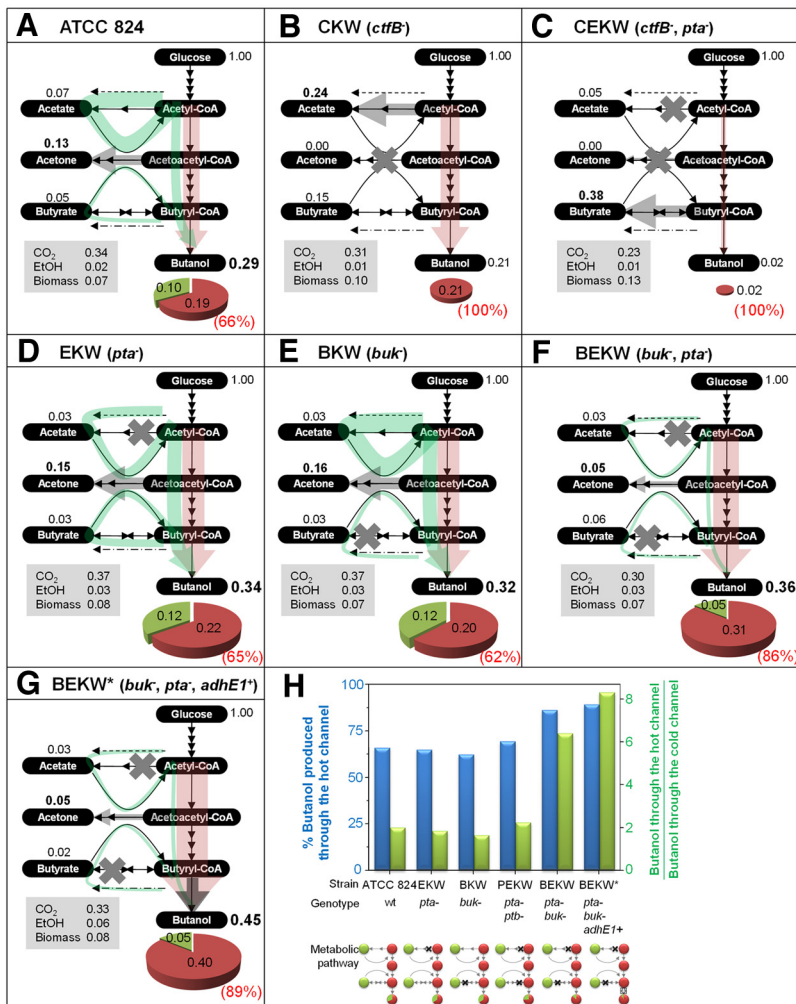 A ATCC 824
Glucose 1.00
0.07
Acetate Acetyl-CoA
0.13
Acetone Acetoacetyl-CoA
0.05
Butyrate Butyryl-CoA
CO2 0.34
EtOH 0.02
Biomass 0.07
Butanol 0.29
0.10
0.19
(66%)
B CKW (ctfB-)
Glucose 1.00
0.24
Acetate Acetyl-CoA
0.00
Acetone Acetoacetyl-CoA
0.15
Butyrate Butyryl-CoA
CO2 0.31
EtOH 0.01
Biomass 0.10
Butanol 0.21
0.21
(100%)
C CEKW (ctfB-, pta-)
Glucose 1.00
0.05
Acetate Acetyl-CoA
0.00
Acetone Acetoacetyl-CoA
0.38
Butyrate Butyryl-CoA
CO2 0.23
EtOH 0.01
Biomass 0.13
Butanol 0.02
0.02
(100%)
D EKW (pta-)
Glucose 1.00
0.03
Acetate Acetyl-CoA
0.15
Acetone Acetoacetyl-CoA
0.03
Butyrate Butyryl-CoA
CO2 0.37
EtOH 0.03
Biomass 0.08
Butanol 0.34
0.12
0.22
(65%)
E BKW (buk-)
Glucose 1.00
0.03
Acetate Acetyl-CoA
0.16
Acetone Acetoacetyl-CoA
0.03
Butyrate Butyryl-CoA
CO2 0.37
EtOH 0.03
Biomass 0.07
Butanol 0.32
0.12
0.20
(62%)
F BEKW (buk-, pta-)
Glucose 1.00
0.03
Acetate Acetyl-CoA
0.05
Acetone Acetoacetyl-CoA
0.06
Butyrate Butyryl-CoA
CO2 0.30
EtOH 0.03
Biomass 0.07
Butanol 0.36
0.05
0.31
(86%)
G BEKW* (buk-, pta-, adhE1+)
Glucose 1.00
0.03
Acetate Acetyl-CoA
0.05
Acetone Acetoacetyl-CoA
0.02
Butyrate Butyryl-CoA
CO2 0.33
EtOH 0.06
Biomass 0.08
Butanol 0.45
0.05
0.40
(89%)
H
% Butanol produced
through the hot channel
100
75
50
25
0
8
6
4
2
0
Butanol through the hot channel
Butanol through the cold channel
Strain ATCC 824 EKW BKW PEKW BEKW BEKW*
Genotype wt pta- buk- pta- pta- pta-
ptb- buk- buk-
adhE1+
Metabolic
pathway